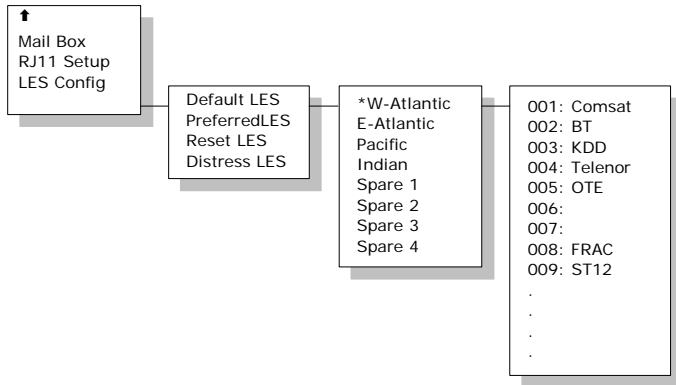 Mail Box
RJ11 Setup
LES Config
Default LES
PreferredLES
Reset LES
Distress LES
*W-Atlantic
E-Atlantic
Pacific
Indian
Spare 1
Spare 2
Spare 3
Spare 4
001: Comsat
002: BT
003: KDD
004: Telenor
005: OTE
006:
007:
008: FRAC
009: ST12
.
.
.
.